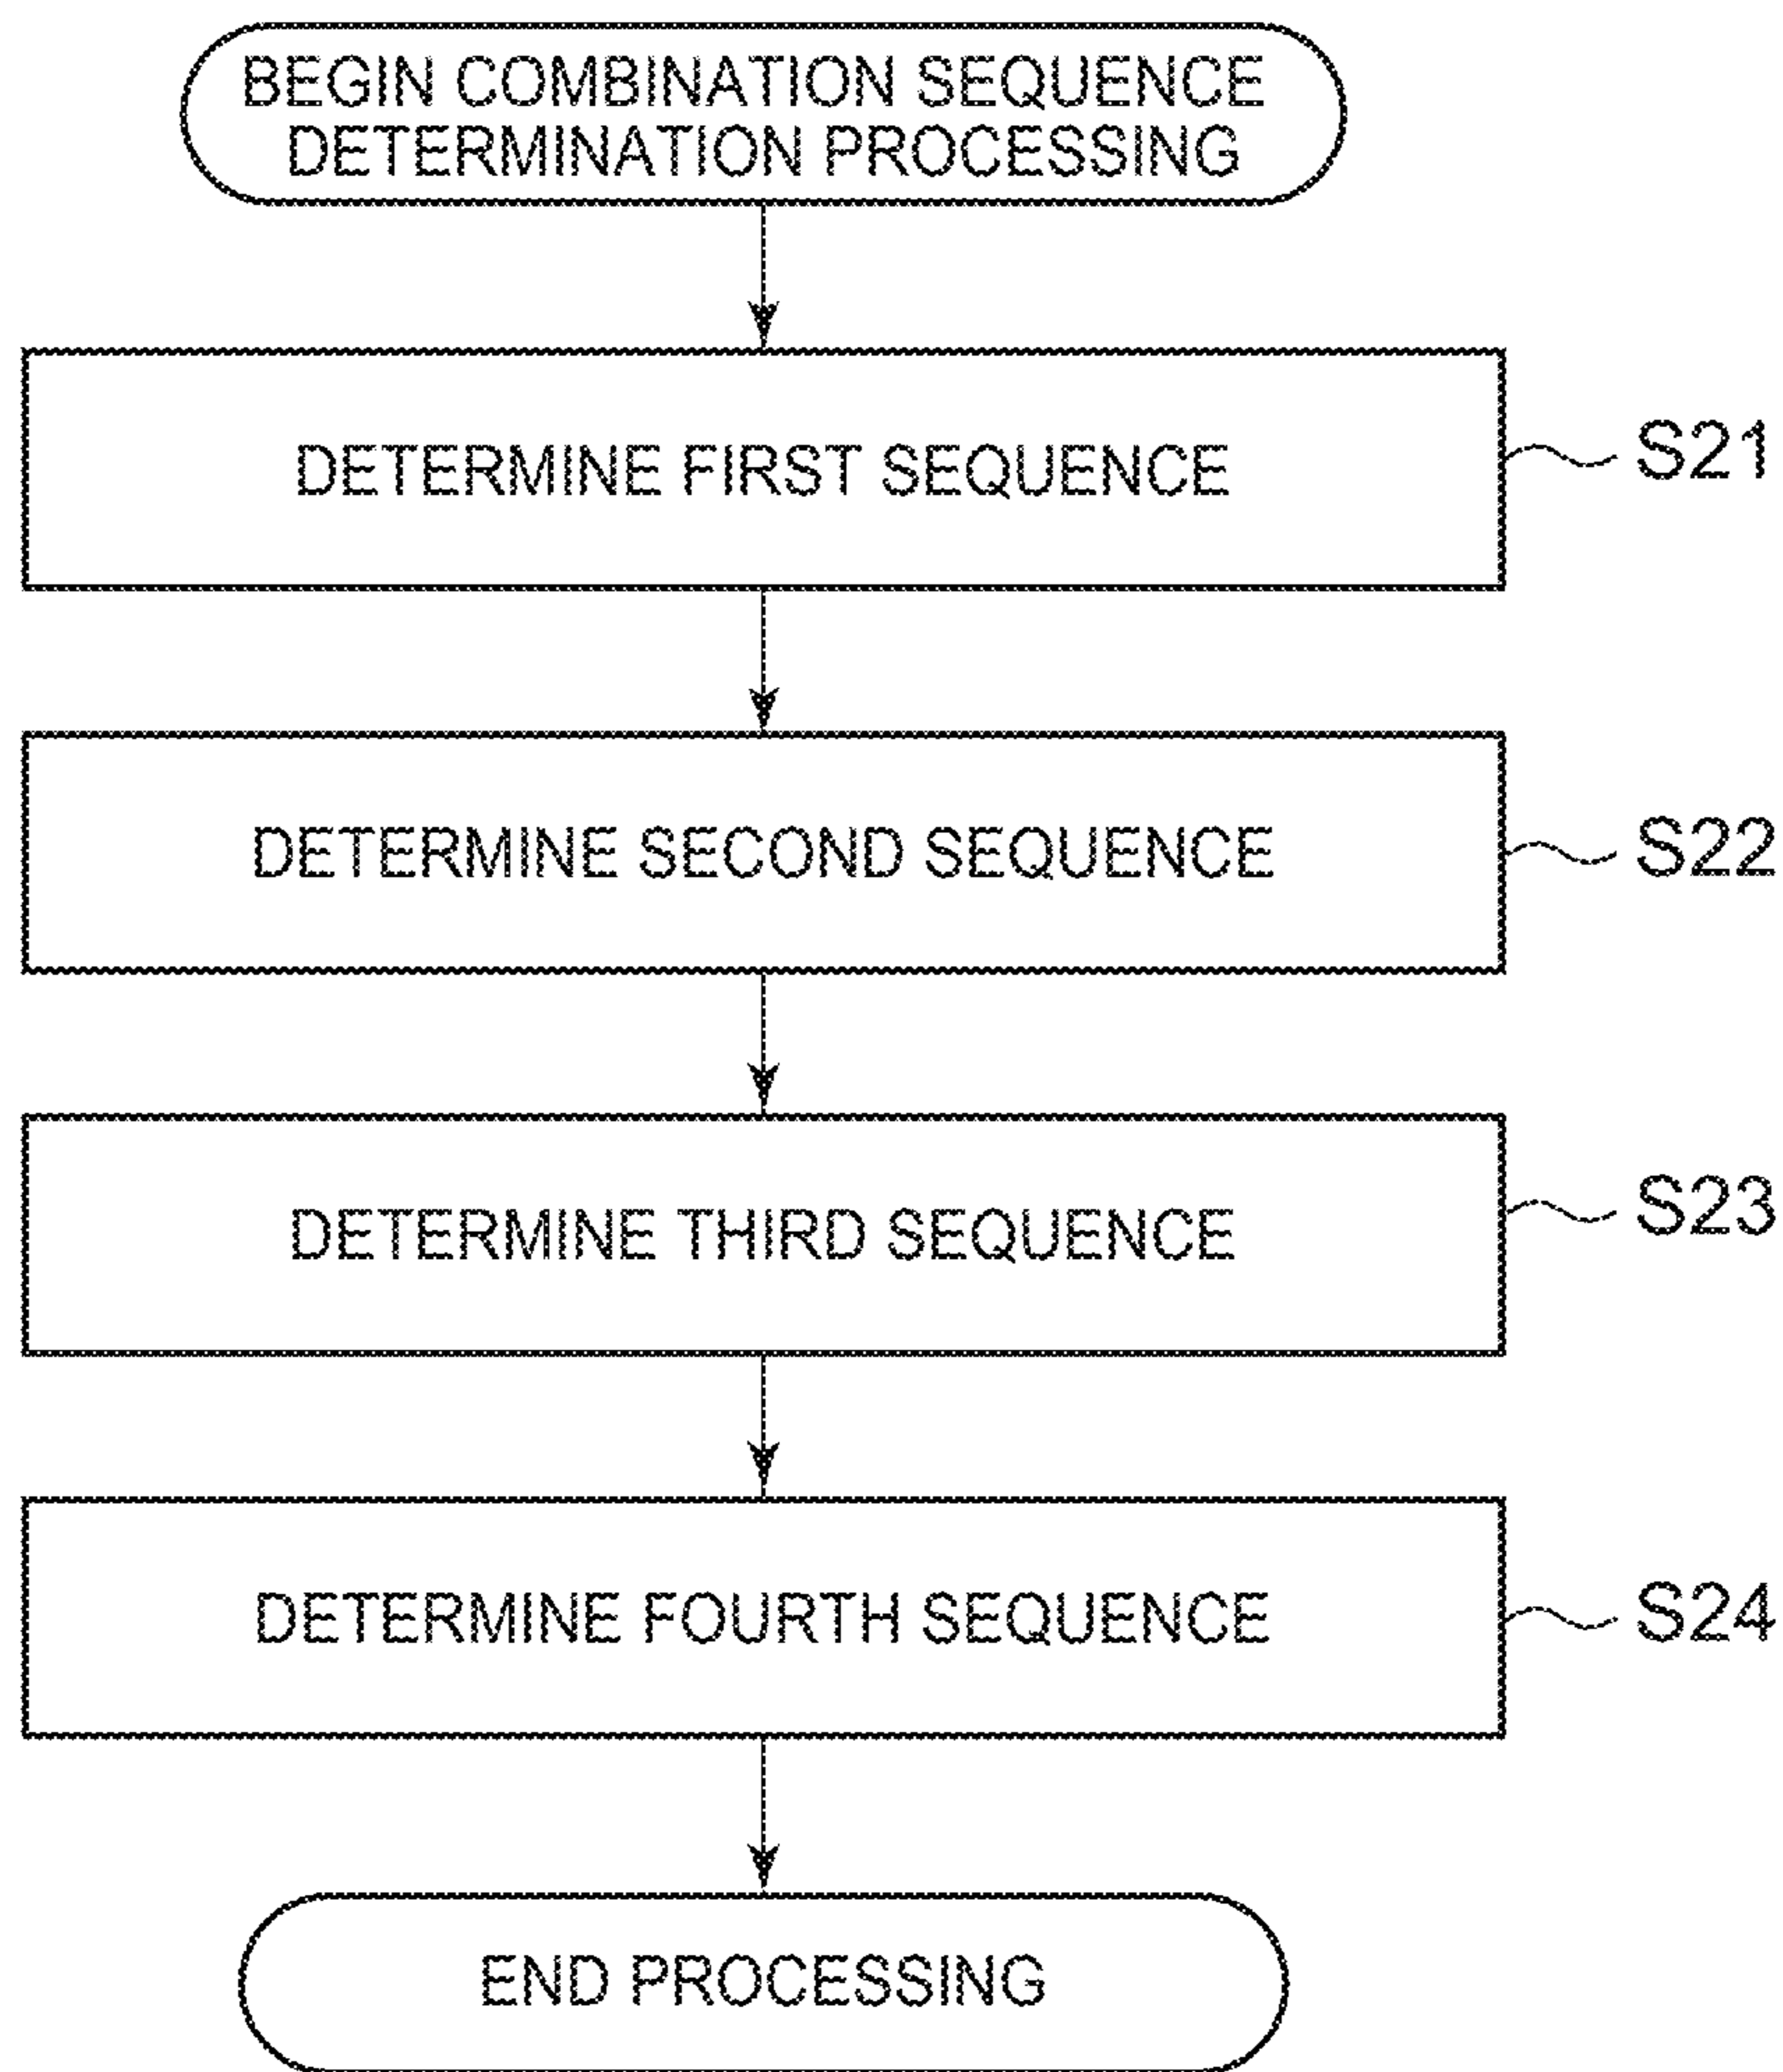 BEGIN COMBINATION SEQUENCE
DETERMINATION PROCESSING
DETERMINE FIRST SEQUENCE
S21
DETERMINE SECOND SEQUENCE
S22
DETERMINE THIRD SEQUENCE
S23
DETERMINE FOURTH SEQUENCE
S24
END PROCESSING